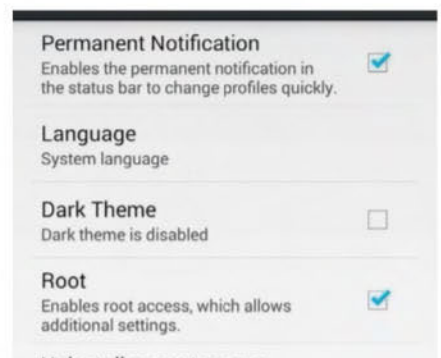 Permanent Notification
Enables the permanent notification in
the status bar to change profiles quickly.
Language
System language
Dark Theme
Dark theme is disabled
Root
Enables root access, which allows
additional settings.